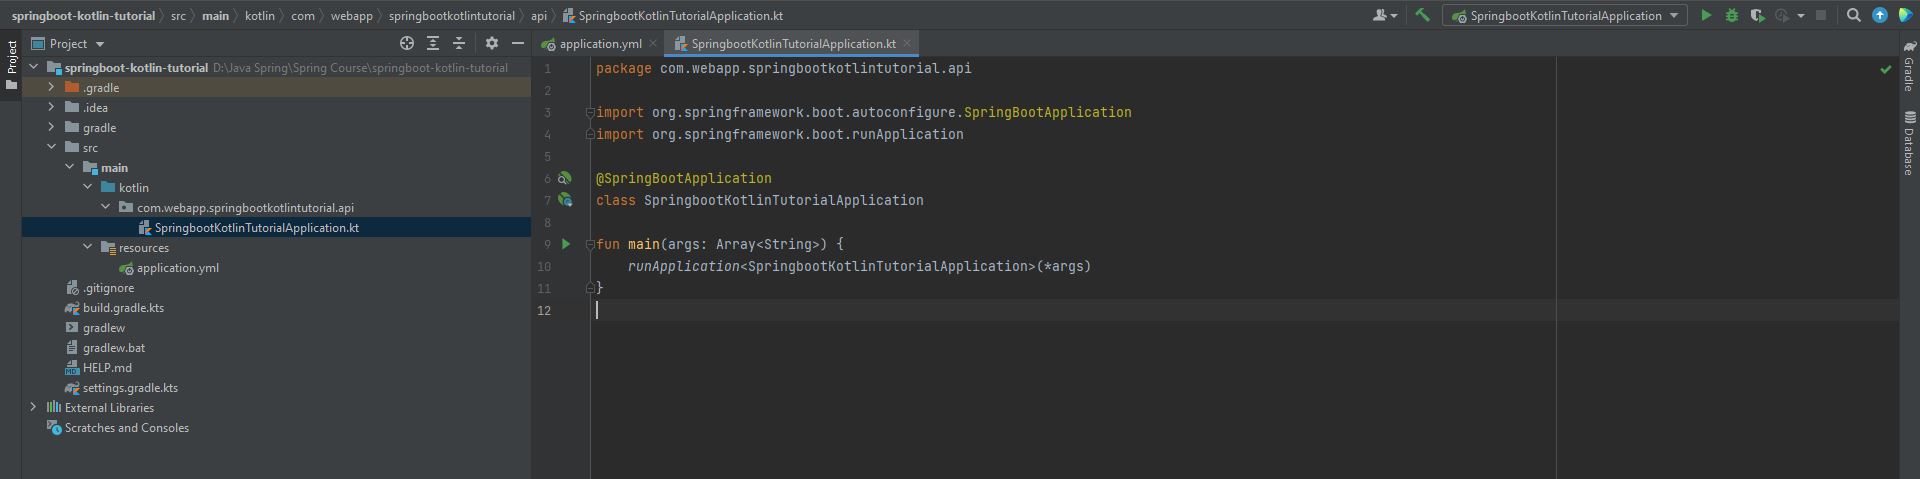 springboot-kotlin-tutorial src main kotlin com webapp springbootkotlintutorial api SpringbootKotlinTutorialApplication.kt SpringbootKotlinTutorialApplication
Project
Project
springboot-kotlin-tutorial D:\Java Spring\Spring Course\springboot-kotlin-tutorial
.gradle
.idea
gradle
src
main
kotlin
com.webapp.springbootkotlintutorial.api
SpringbootKotlinTutorialApplication.kt
resources
application.yml
.gitignore
build.gradle.kts
gradlew
gradlew.bat
HELP.md
settings.gradle.kts
External Libraries
Scratches and Consoles
application.yml SpringbootKotlinTutorialApplication.kt
1 package com.webapp.springbootkotlintutorial.api
2
3 import org.springframework.boot.autoconfigure.SpringBootApplication
4 import org.springframework.boot.runApplication
5
6 @SpringBootApplication
7 class SpringbootKotlinTutorialApplication
8
9 fun main(args: Array<String>) {
10 runApplication<SpringbootKotlinTutorialApplication>(*args)
11 }
12
Gradle
Database